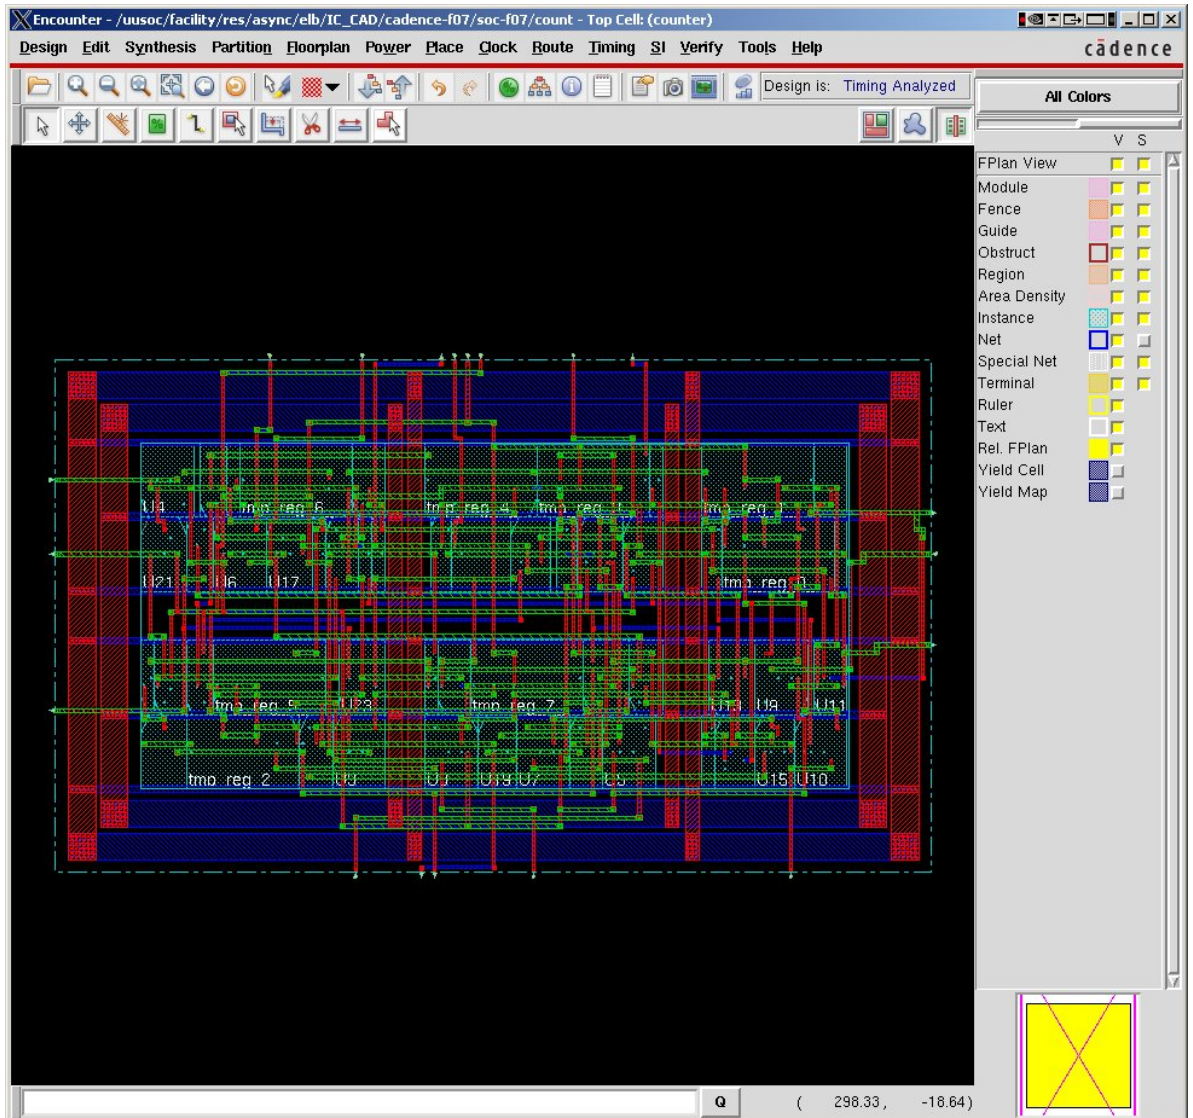 Encounter - /uusoc/facility/res/async/elb/IC_CAD/cadence-f07/soc-f07/count - Top Cell: (counter)
Design Edit Synthesis Partition Floorplan Power Place Clock Route Timing SI Verify Tools Help
cādence
Design is: Timing Analyzed
All Colors
V S
FPlan View
Module
Fence
Guide
Obstruct
Region
Area Density
Instance
Net
Special Net
Terminal
Ruler
Text
Rel. FPlan
Yield Cell
Yield Map
U4 tmp_reg_6 tmp_reg_4
U21 U6 U17
tmp_reg_5 U23 tmp_reg_7 U13 U9 U11
tmp_reg_2 U19 U7 U15 U10
Q ( 298.33, -18.64)